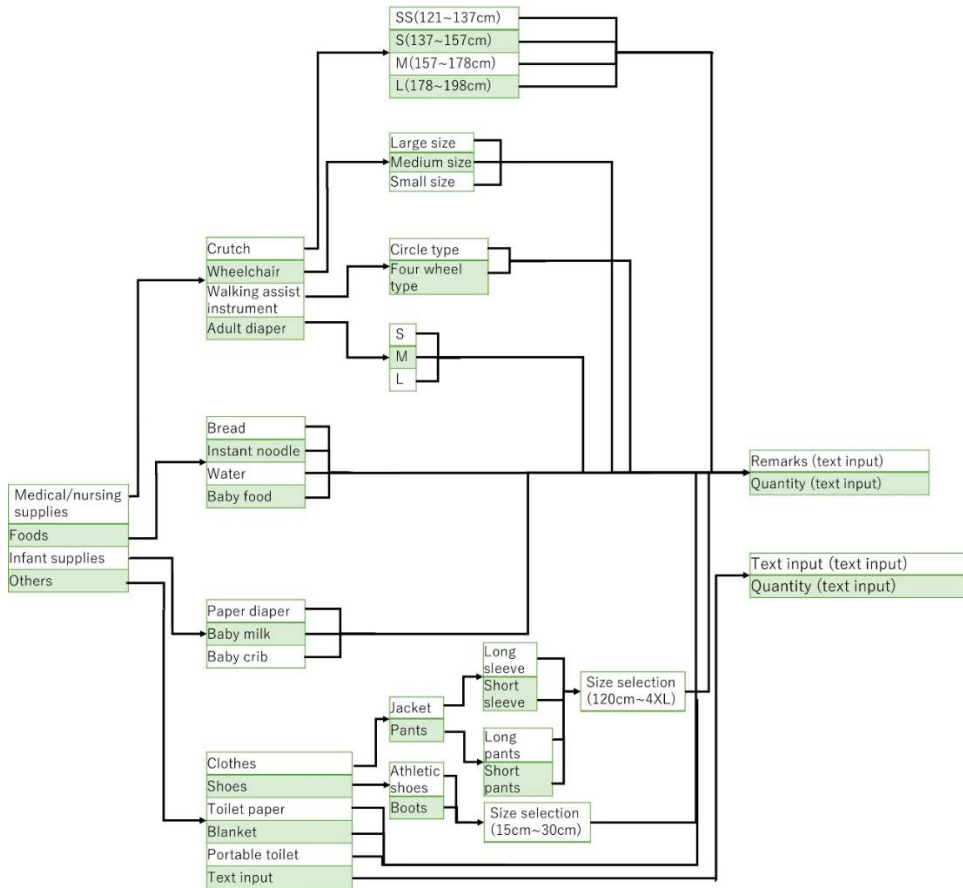 SS(121~137cm)
S(137~157cm)
M(157~178cm)
L(178~198cm)
Large size
Medium size
Small size
Crutch
Wheelchair
Walking assist
instrument
Adult diaper
Circle type
Four wheel
type
S
M
L
Bread
Instant noodle
Water
Baby food
Medical/nursing
supplies
Foods
Infant supplies
Others
Remarks (text input)
Quantity (text input)
Text input (text input)
Quantity (text input)
Paper diaper
Baby milk
Baby crib
Long
sleeve
Short
sleeve
Size selection
(120cm~4XL)
Jacket
Pants
Long
pants
Short
pants
Clothes
Shoes
Toilet paper
Blanket
Portable toilet
Text input
Athletic
shoes
Boots
Size selection
(15cm~30cm)